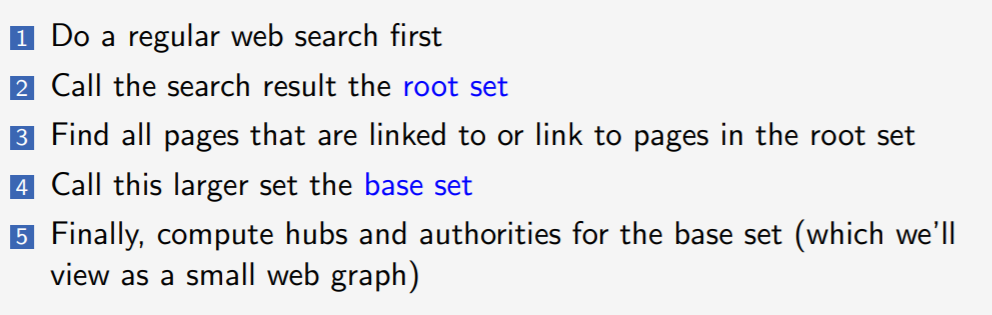 1 Do a regular web search first
2 Call the search result the root set
3 Find all pages that are linked to or link to pages in the root set
4 Call this larger set the base set
5 Finally, compute hubs and authorities for the base set (which we'll
view as a small web graph)